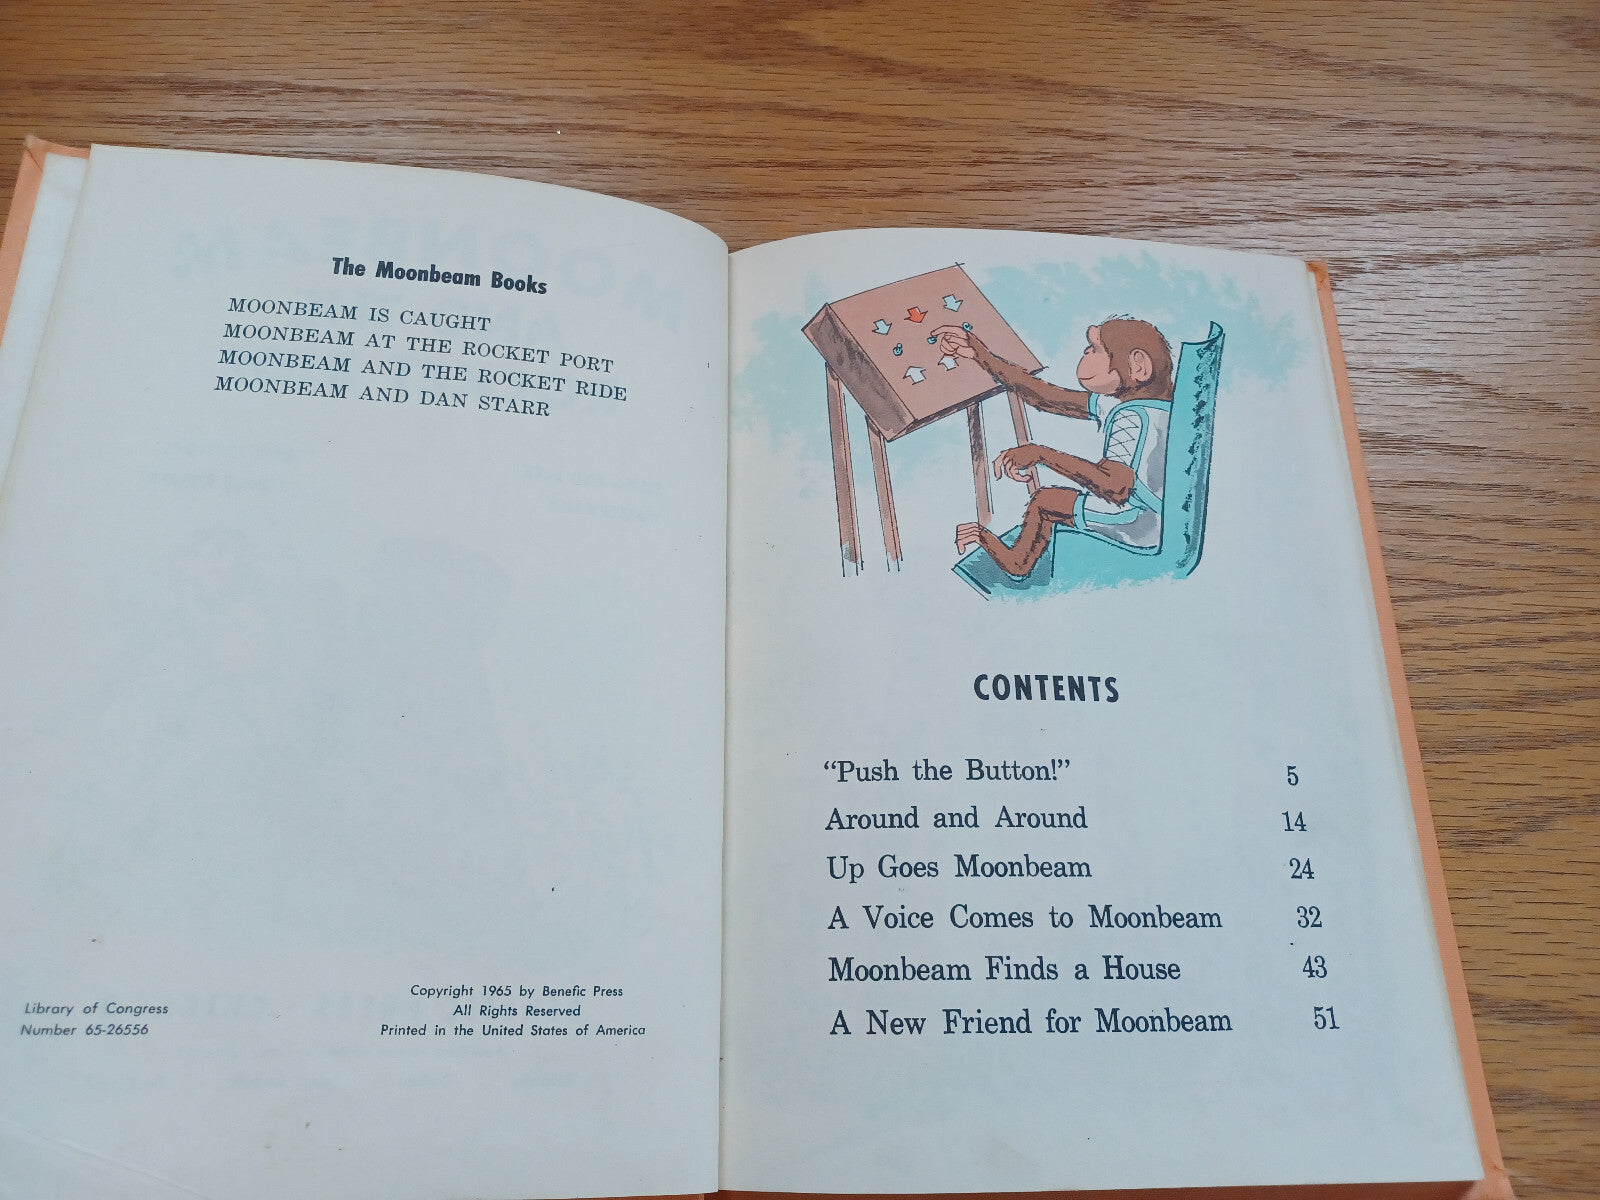 The Moonbeam Books
MOONBEAM IS CAUGHT
MOONBEAM AT THE ROCKET PORT
MOONBEAM AND THE ROCKET RIDE
MOONBEAM AND DAN STARR
Library of Congress
Number 65-26556
Copyright 1965 by Benefic Press
All Rights Reserved
Printed in the United States of America
CONTENTS
“Push the Button!” 5
Around and Around 14
Up Goes Moonbeam 24
A Voice Comes to Moonbeam 32
Moonbeam Finds a House 43
A New Friend for Moonbeam 51